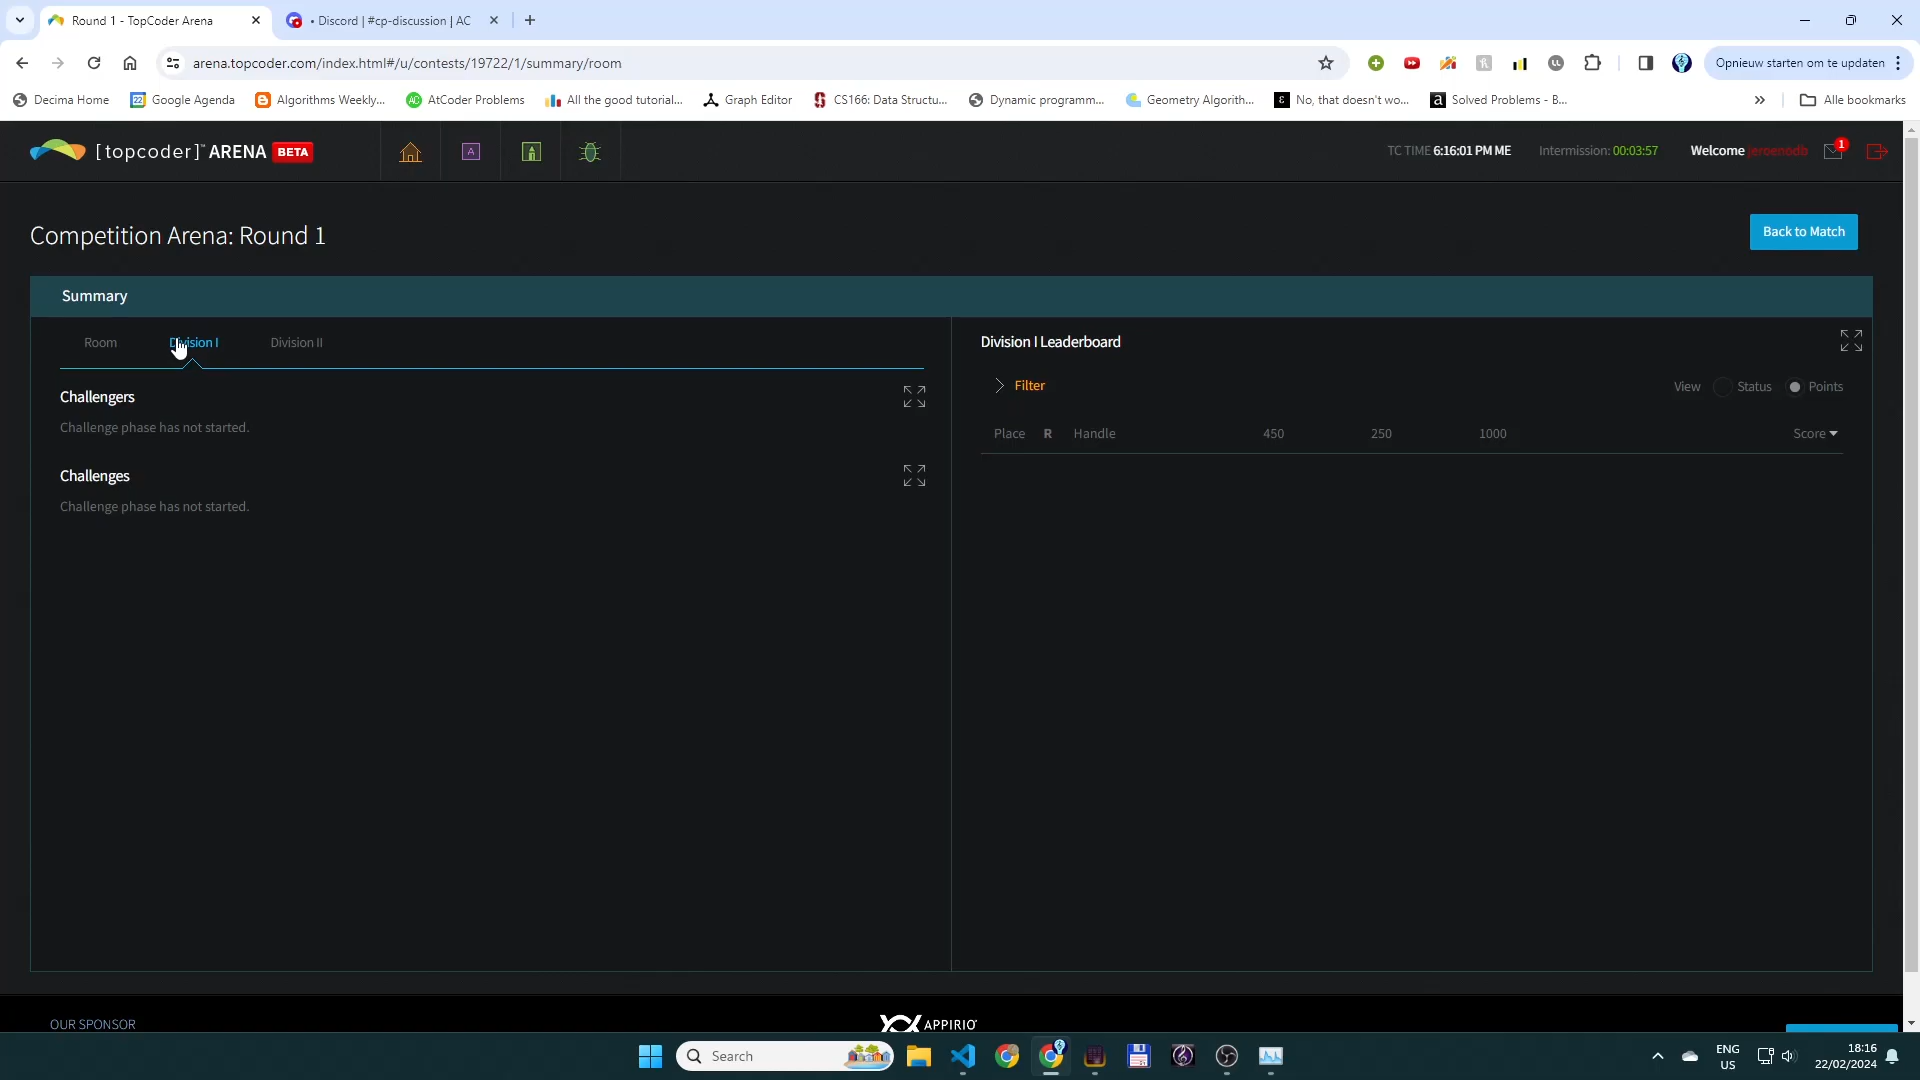 Round 1 - TopCoder Arena
• Discord | #cp-discussion | AC
arena.topcoder.com/index.html#/u/contests/19722/1/summary/room
Opnieuw starten om te updaten
Decima Home
22 Google Agenda
Algorithms Weekly...
AC AtCoder Problems
All the good tutorial...
Graph Editor
CS166: Data Structu...
Dynamic programm...
Geometry Algorith...
ε No, that doesn't wo...
a Solved Problems - B...
Alle bookmarks
[topcoder]™ ARENA BETA
A
TC TIME 6:16:01 PM ME
Intermission: 00:03:57
Welcome jeroenodb
1
Competition Arena: Round 1
Back to Match
Summary
Room
Division I
Division II
Challengers
Challenge phase has not started.
Challenges
Challenge phase has not started.
Division I Leaderboard
Filter
View Status Points
Place R Handle 450 250 1000 Score
OUR SPONSOR
APPIRIO
Search
ENG
US
18:16
22/02/2024